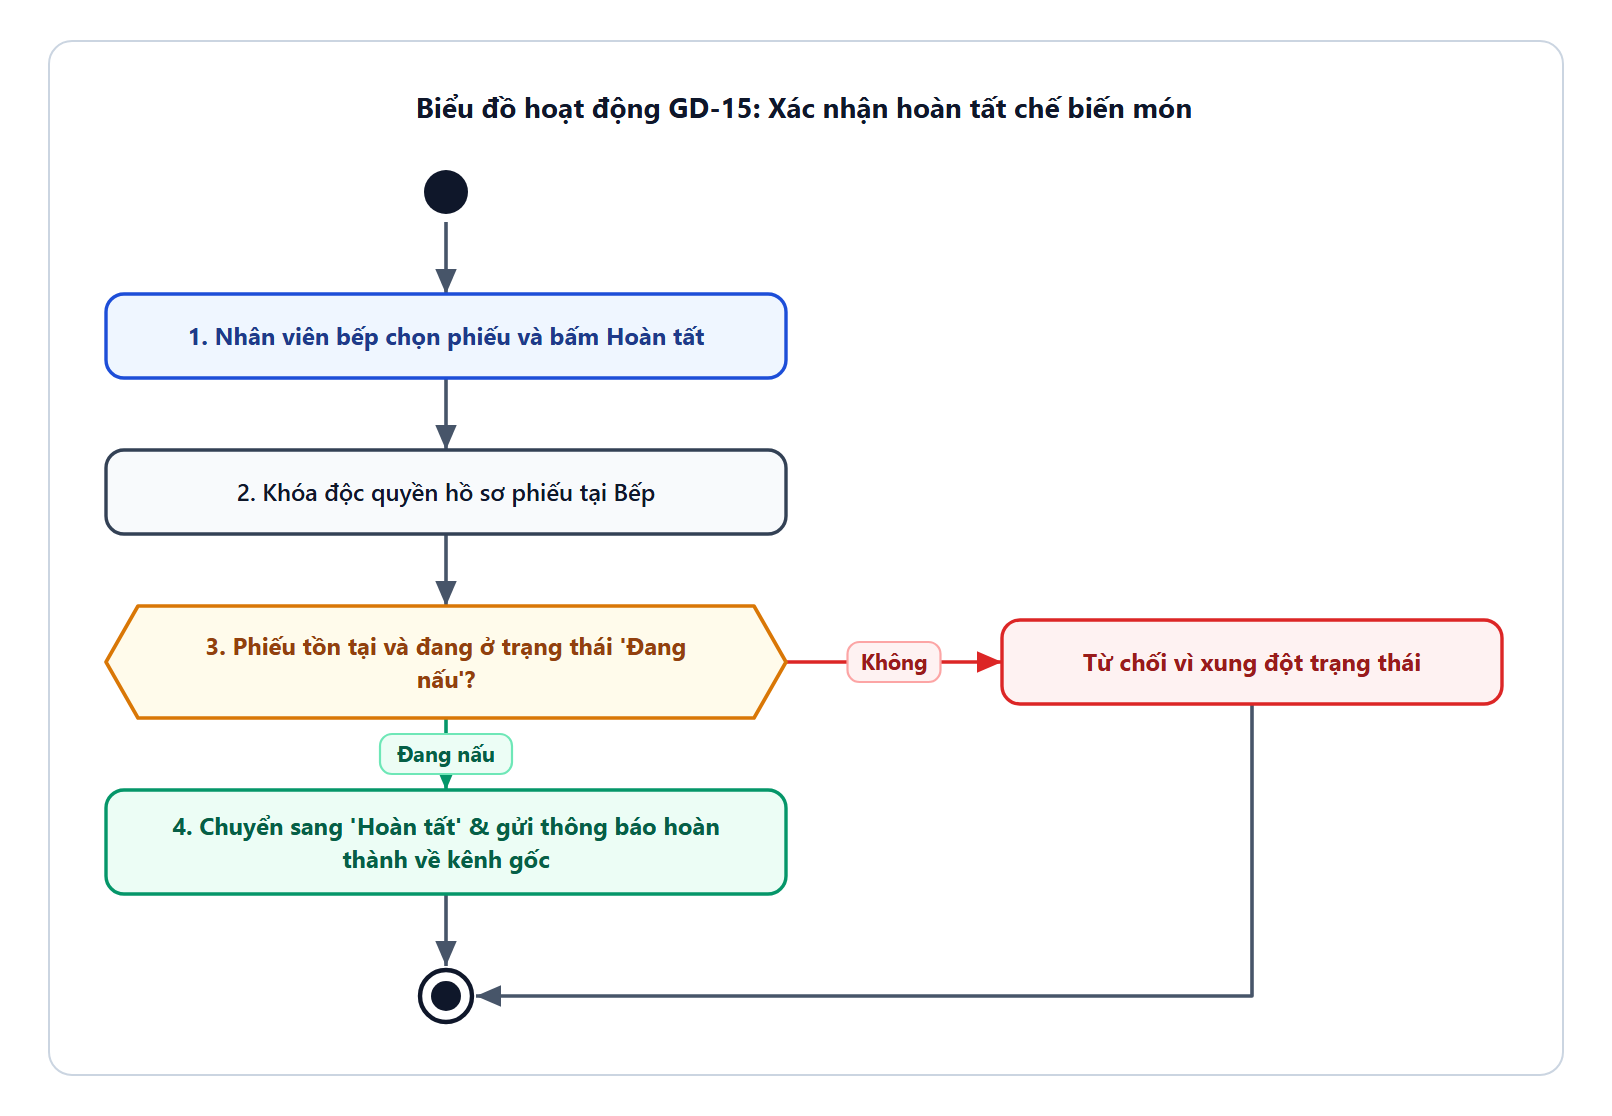 Biểu đồ hoạt động GD-15: Xác nhận hoàn tất chế biến món
1. Nhân viên bếp chọn phiếu và bấm Hoàn tất
2. Khóa độc quyền hồ sơ phiếu tại Bếp
3. Phiếu tồn tại và đang ở trạng thái 'Đang
nấu'?
Không
Từ chối vì xung đột trạng thái
Đang nấu
4. Chuyển sang 'Hoàn tất' & gửi thông báo hoàn
thành về kênh gốc